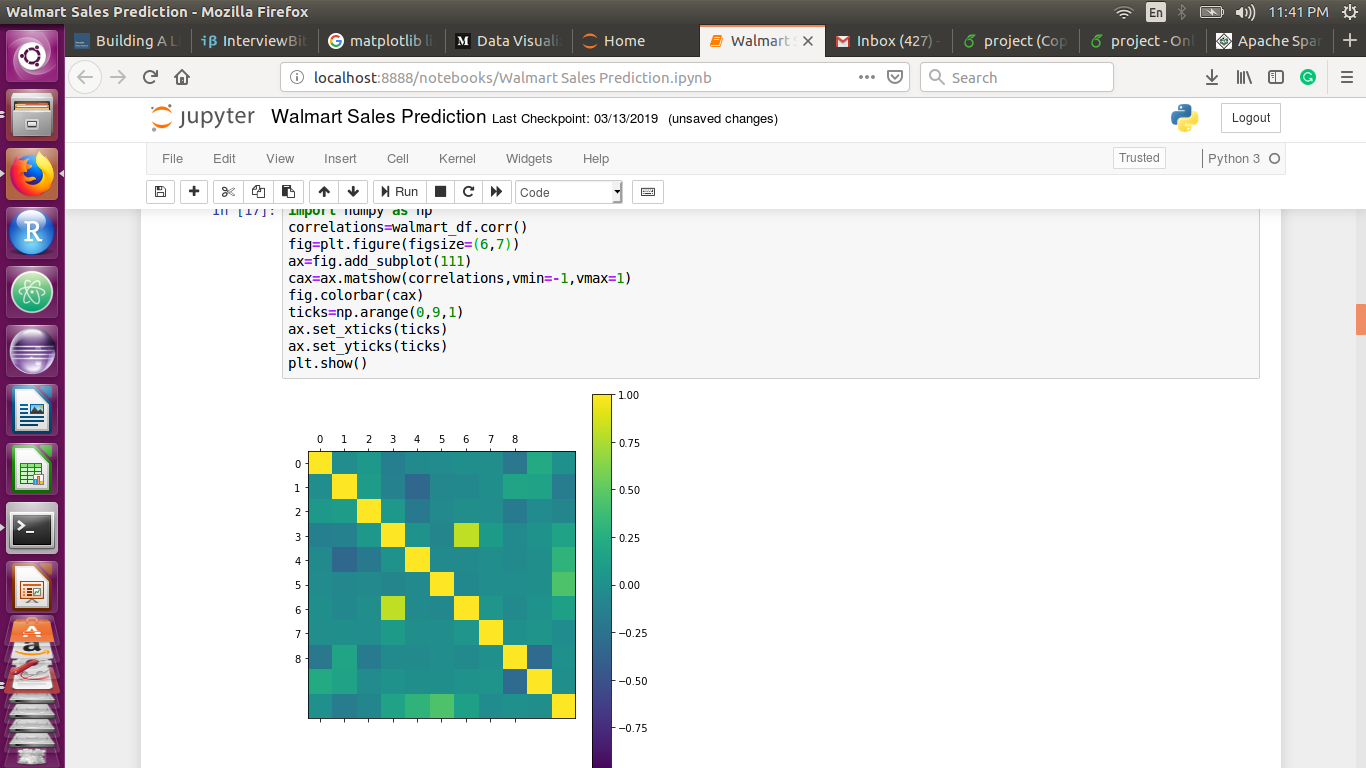 Walmart Sales Prediction - Mozilla Firefox
En
11:41 PM
Building A L
iβ InterviewBit
G matplotlib li
M Data Visuali
Home
Walmart S
Inbox (427) -
project (Cop
project - Onl
Apache Spar
localhost:8888/notebooks/Walmart Sales Prediction.ipynb
Search
jupyter Walmart Sales Prediction Last Checkpoint: 03/13/2019 (unsaved changes)
Logout
File Edit View Insert Cell Kernel Widgets Help
Trusted
Python 3
Run
Code
In [17]: import numpy as np
correlations=walmart_df.corr()
fig=plt.figure(figsize=(6,7))
ax=fig.add_subplot(111)
cax=ax.matshow(correlations,vmin=-1,vmax=1)
fig.colorbar(cax)
ticks=np.arange(0,9,1)
ax.set_xticks(ticks)
ax.set_yticks(ticks)
plt.show()
0 1 2 3 4 5 6 7 8
0
1
2
3
4
5
6
7
8
1.00
0.75
0.50
0.25
0.00
−0.25
−0.50
−0.75
R
>_
A
a